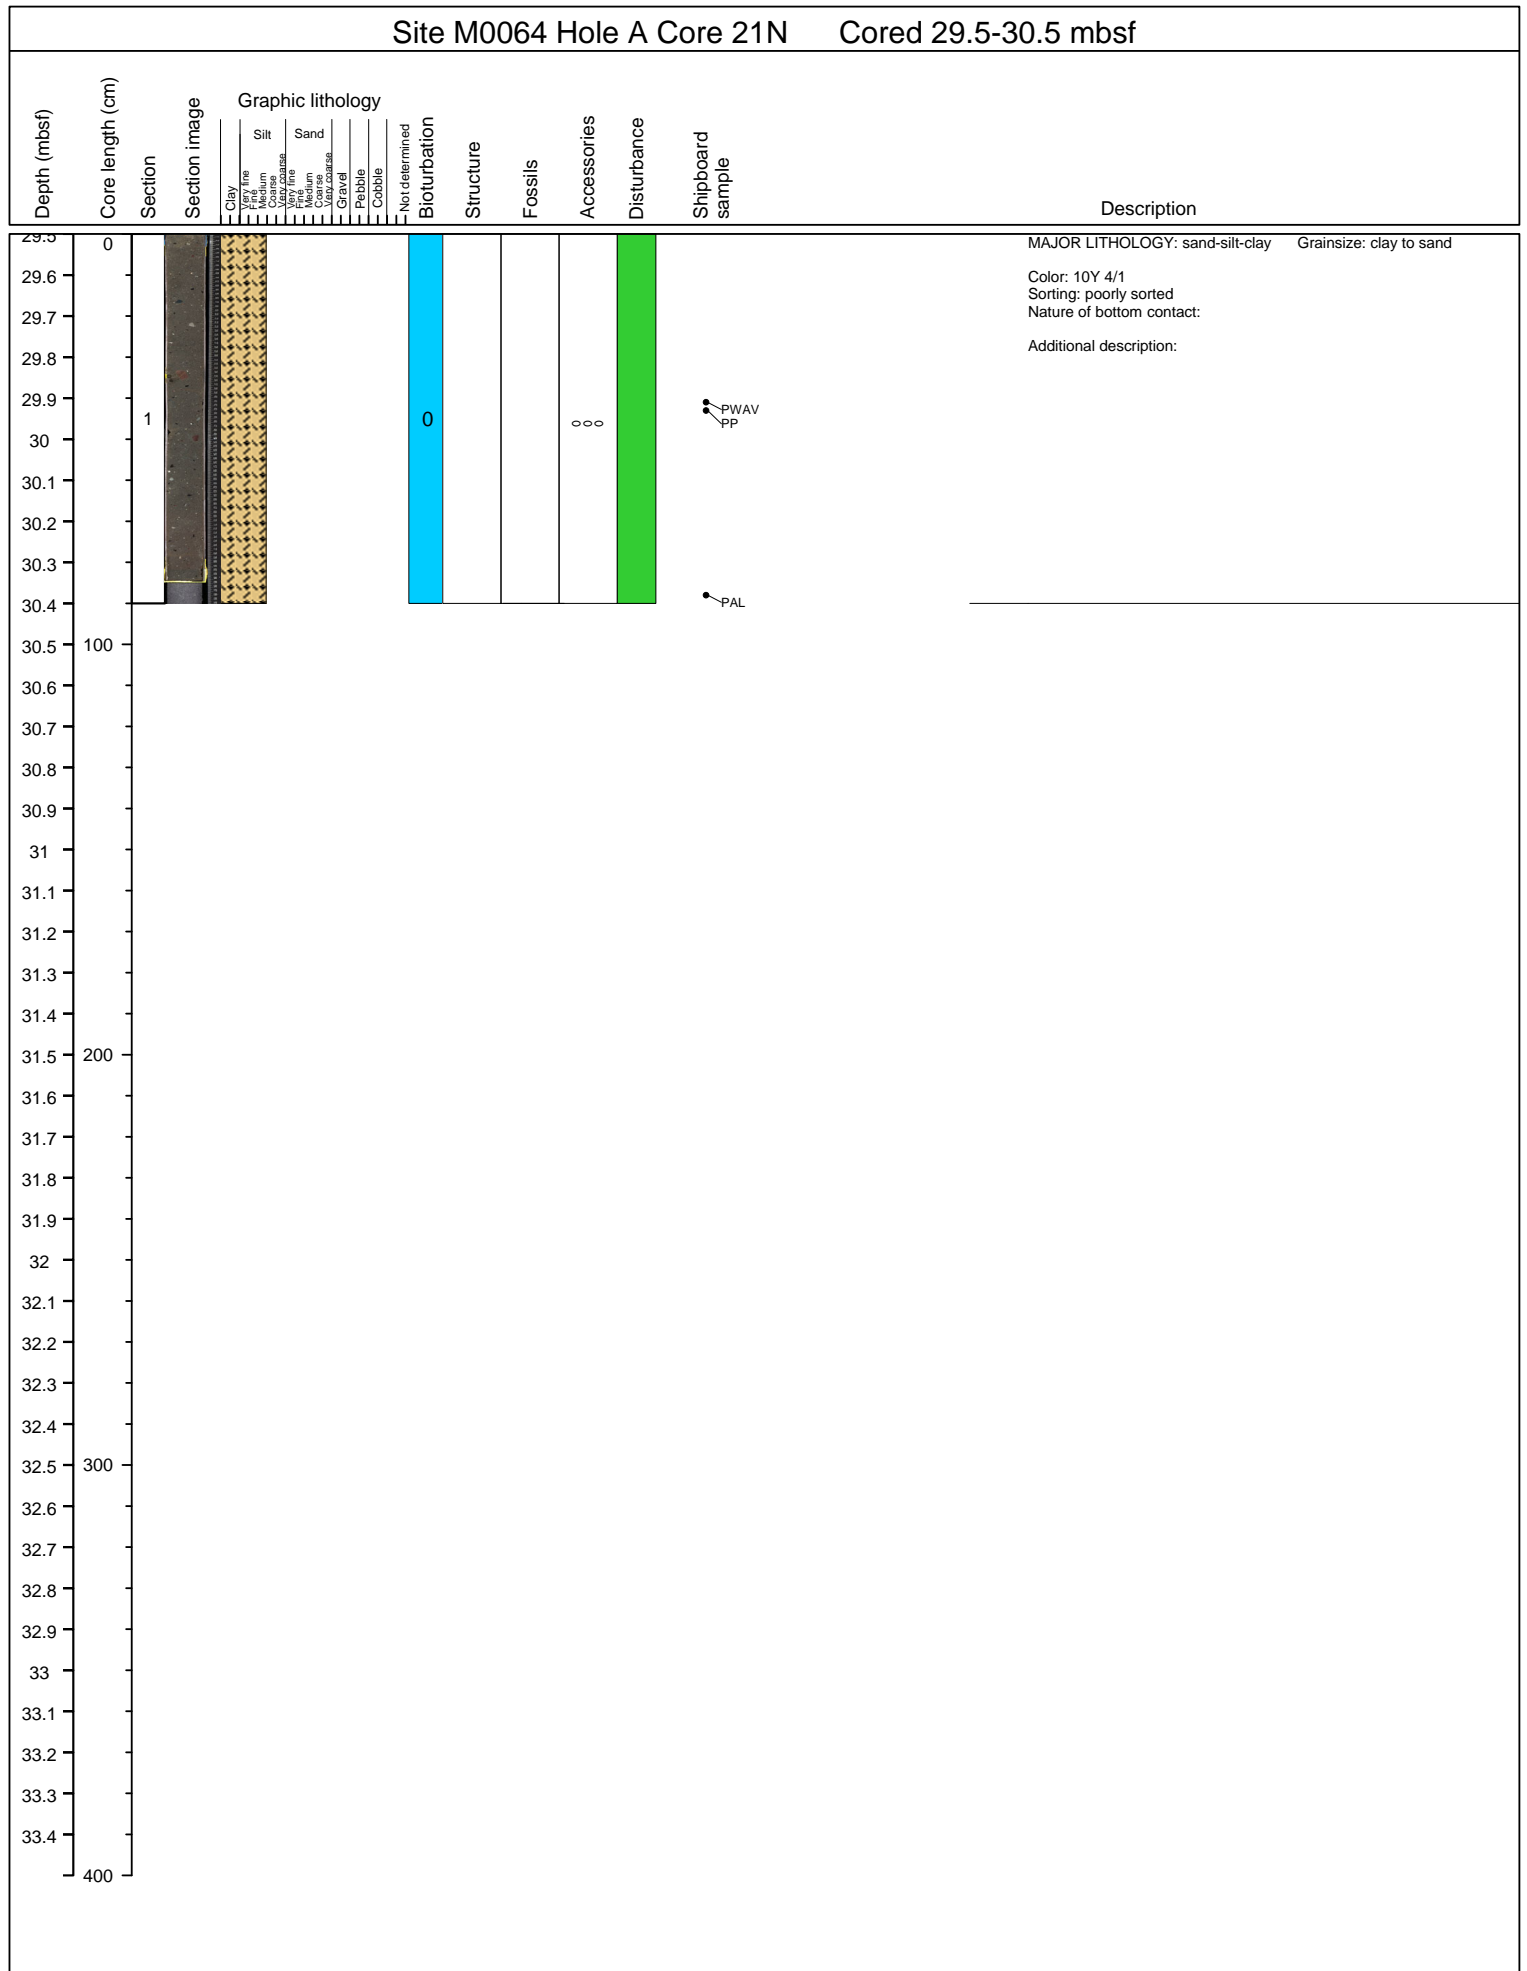 Site M0064 Hole A Core 21N Cored 29.5-30.5 mbsf
Depth (mbsf)
Core length (cm)
Section
Section image
Graphic lithology
Clay
Silt
Very fine
Fine
Medium
Coarse
Very coarse
Sand
Very fine
Fine
Medium
Coarse
Very coarse
Gravel
Pebble
Cobble
Not determined
Bioturbation
Structure
Fossils
Accessories
Disturbance
Shipboard
sample
Description
29.5
29.6
29.7
29.8
29.9
30
30.1
30.2
30.3
30.4
30.5
30.6
30.7
30.8
30.9
31
31.1
31.2
31.3
31.4
31.5
31.6
31.7
31.8
31.9
32
32.1
32.2
32.3
32.4
32.5
32.6
32.7
32.8
32.9
33
33.1
33.2
33.3
33.4
0
100
200
300
400
1
0
PWAV
PP
PAL
MAJOR LITHOLOGY: sand-silt-clay Grainsize: clay to sand
Color: 10Y 4/1
Sorting: poorly sorted
Nature of bottom contact:
Additional description: